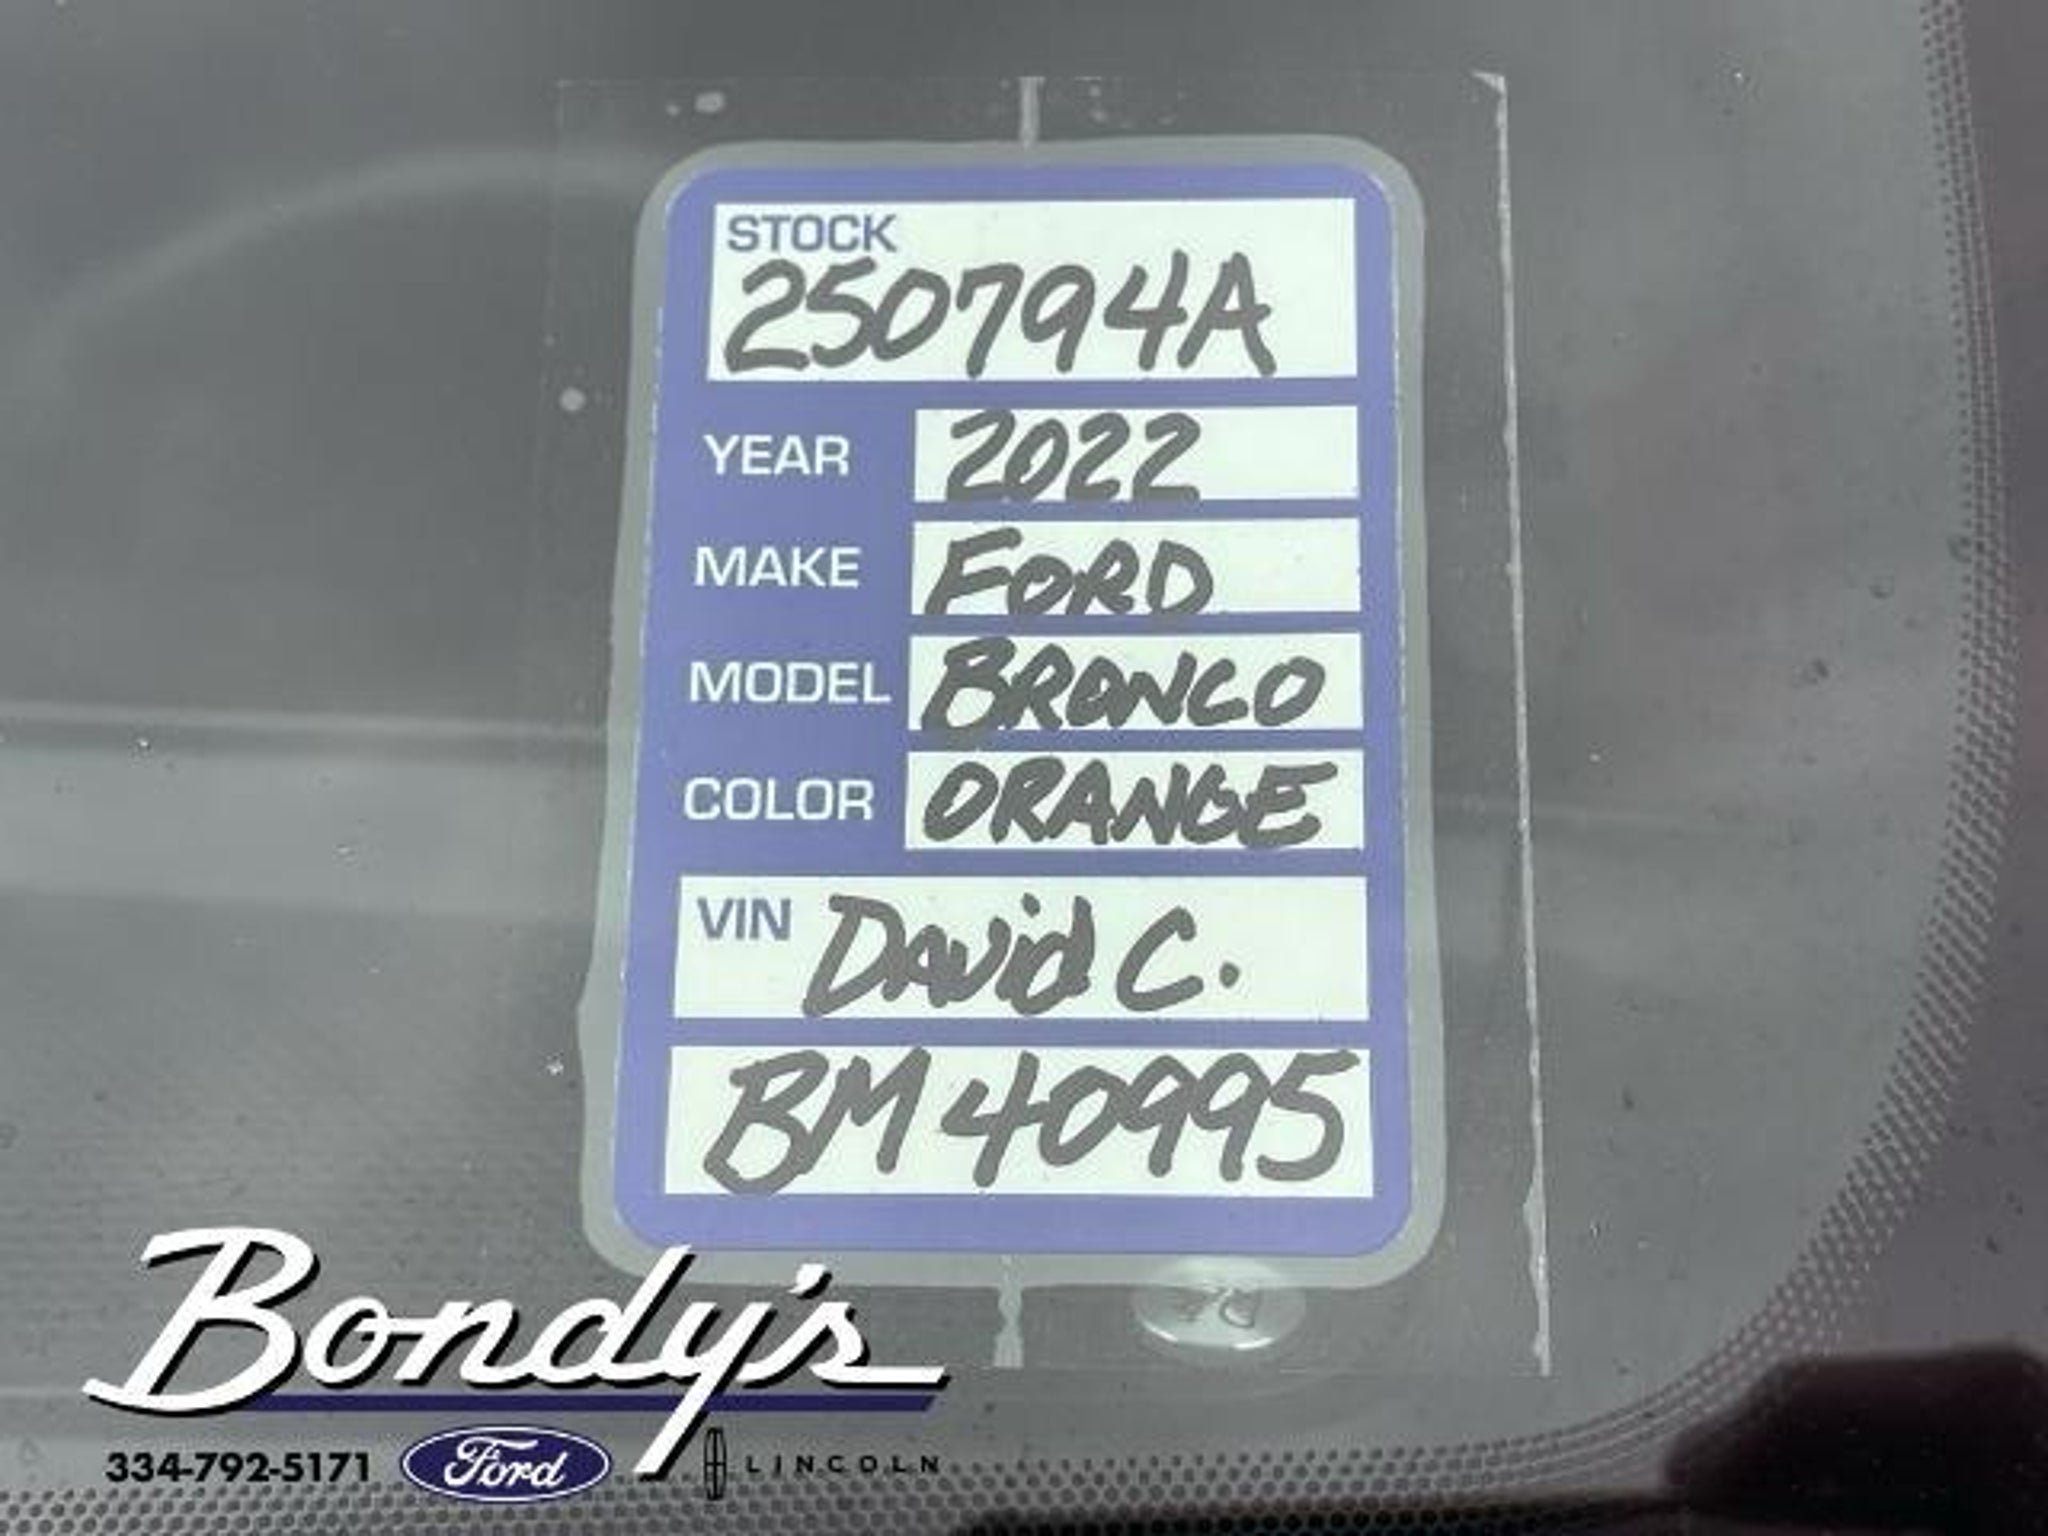 STOCK
250794A
YEAR 2022
MAKE FORD
MODEL BRONCO
COLOR ORANGE
VIN David C.
BM40995
Bondy's
334-792-5171 Ford LINCOLN